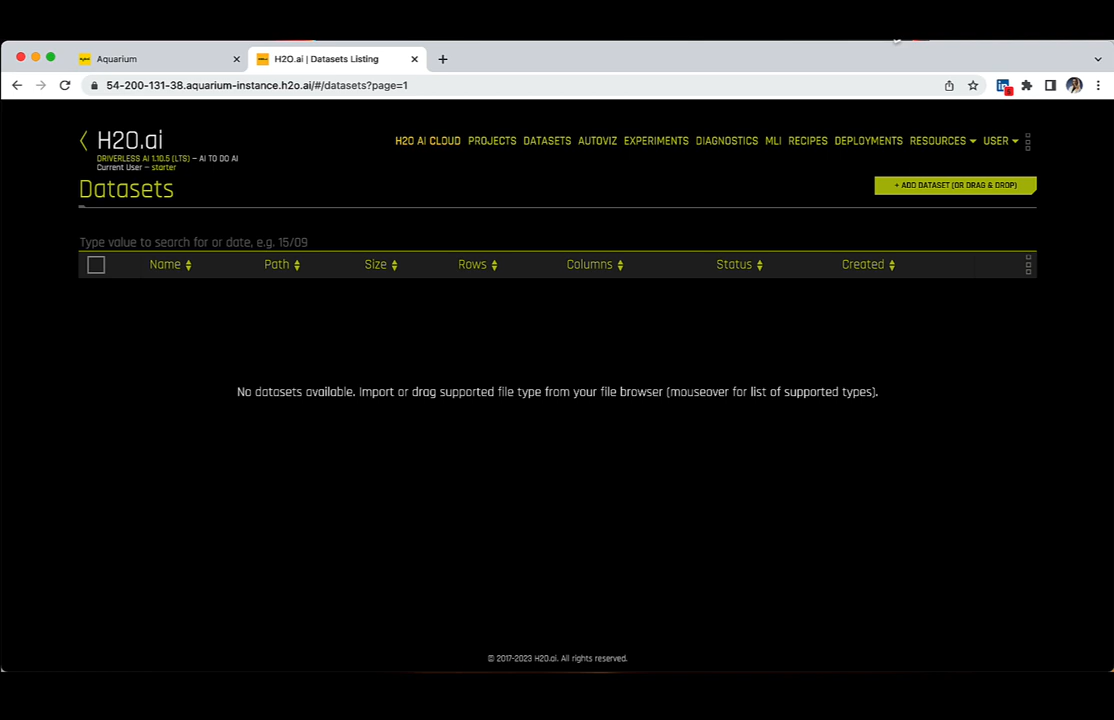 Aquarium
H2O.ai | Datasets Listing
54-200-131-38.aquarium-instance.h2o.ai/#/datasets?page=1
H2O.ai
DRIVERLESS AI 1.10.5 (LTS) – AI TO DO AI
Current User – starter
H2O AI CLOUD PROJECTS DATASETS AUTOVIZ EXPERIMENTS DIAGNOSTICS MLI RECIPES DEPLOYMENTS RESOURCES USER
Datasets
+ ADD DATASET (OR DRAG & DROP)
Type value to search for or date, e.g. 15/09
Name Path Size Rows Columns Status Created
No datasets available. Import or drag supported file type from your file browser (mouseover for list of supported types).
© 2017-2023 H2O.ai. All rights reserved.